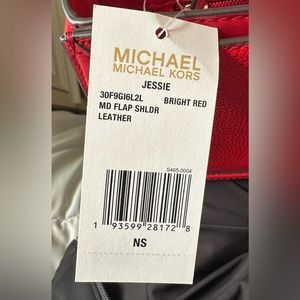 MICHAEL
MICHAEL KORS
JESSIE
30F9GI6L2L BRIGHT RED
MD FLAP SHLDR
LEATHER
S465-0004
1 93599 28172 8
NS